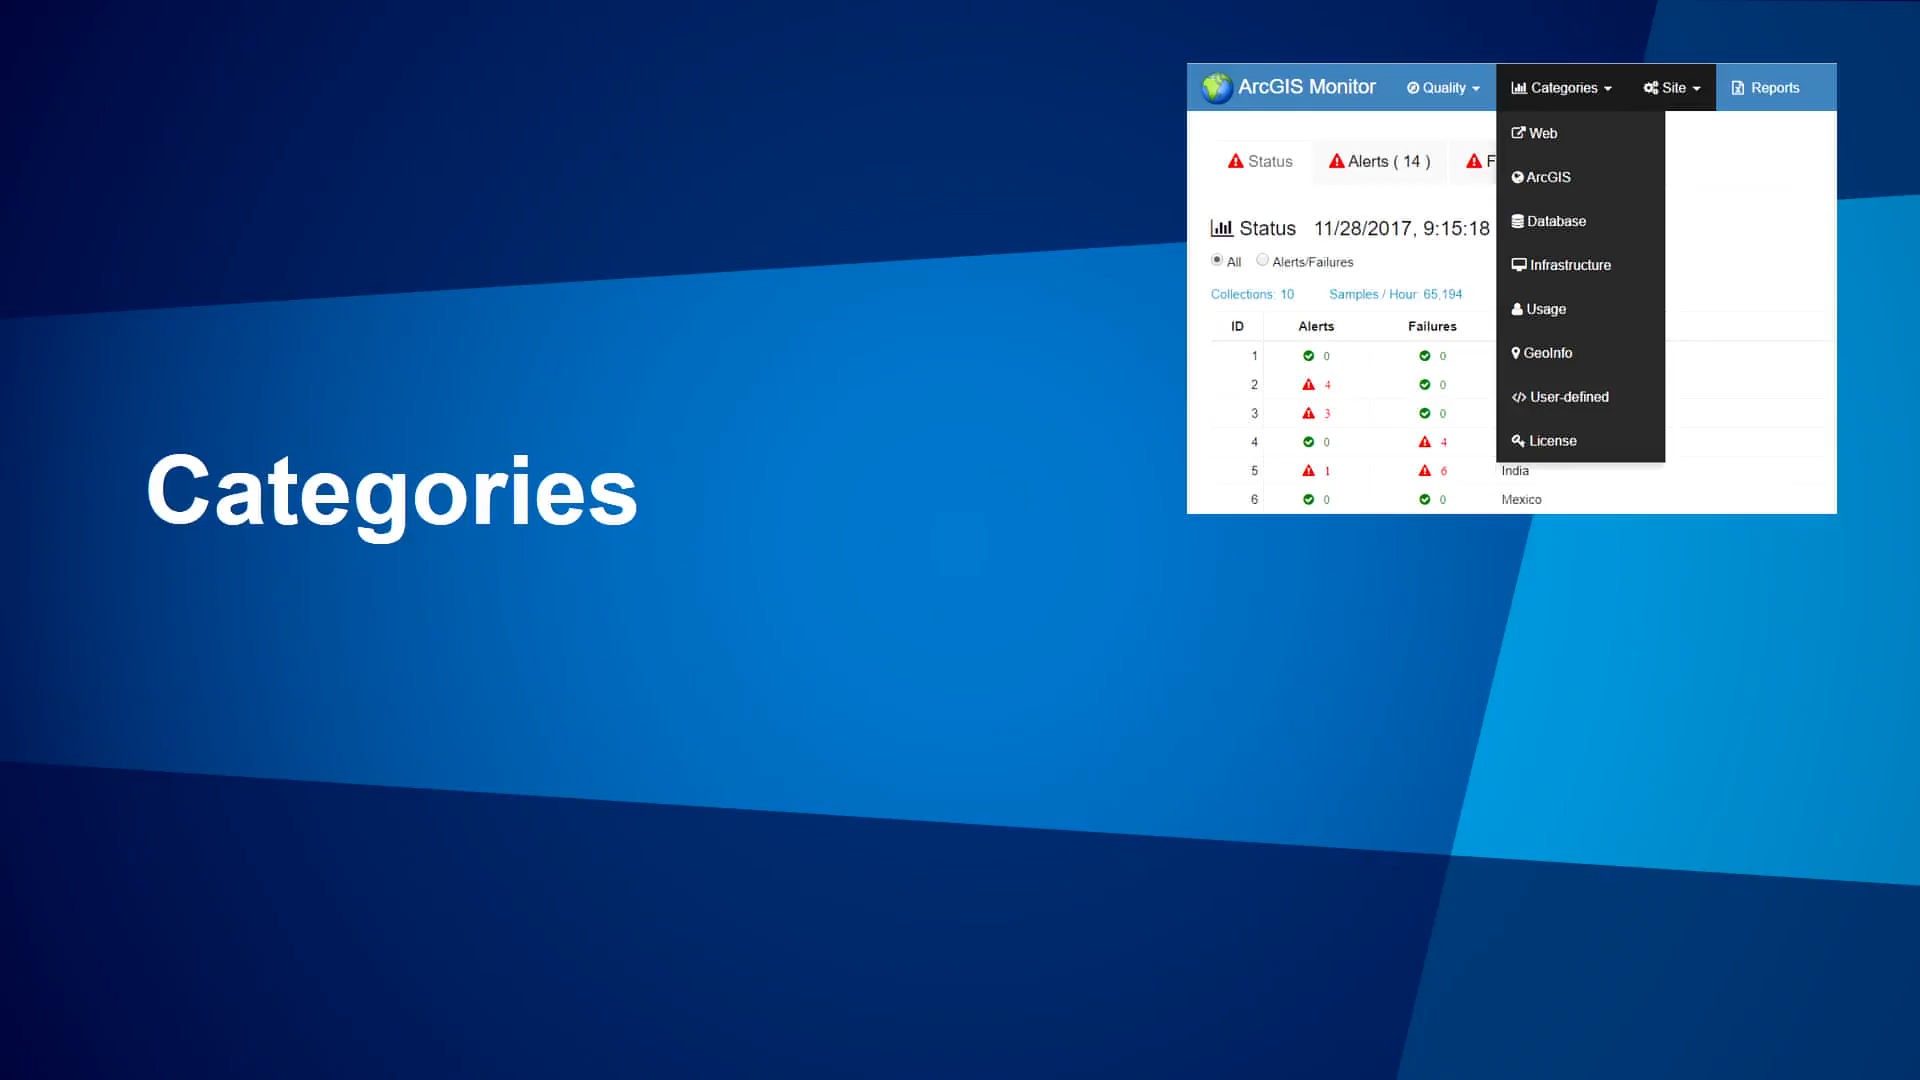 Categories
ArcGIS Monitor Quality Categories Site Reports
Web
ArcGIS
Database
Infrastructure
Usage
GeoInfo
User-defined
License
Status Alerts ( 14 ) F
Status 11/28/2017, 9:15:18
All Alerts/Failures
Collections: 10 Samples / Hour: 65,194
ID Alerts Failures
1 0 0
2 4 0
3 3 0
4 0 4
5 1 6 India
6 0 0 Mexico